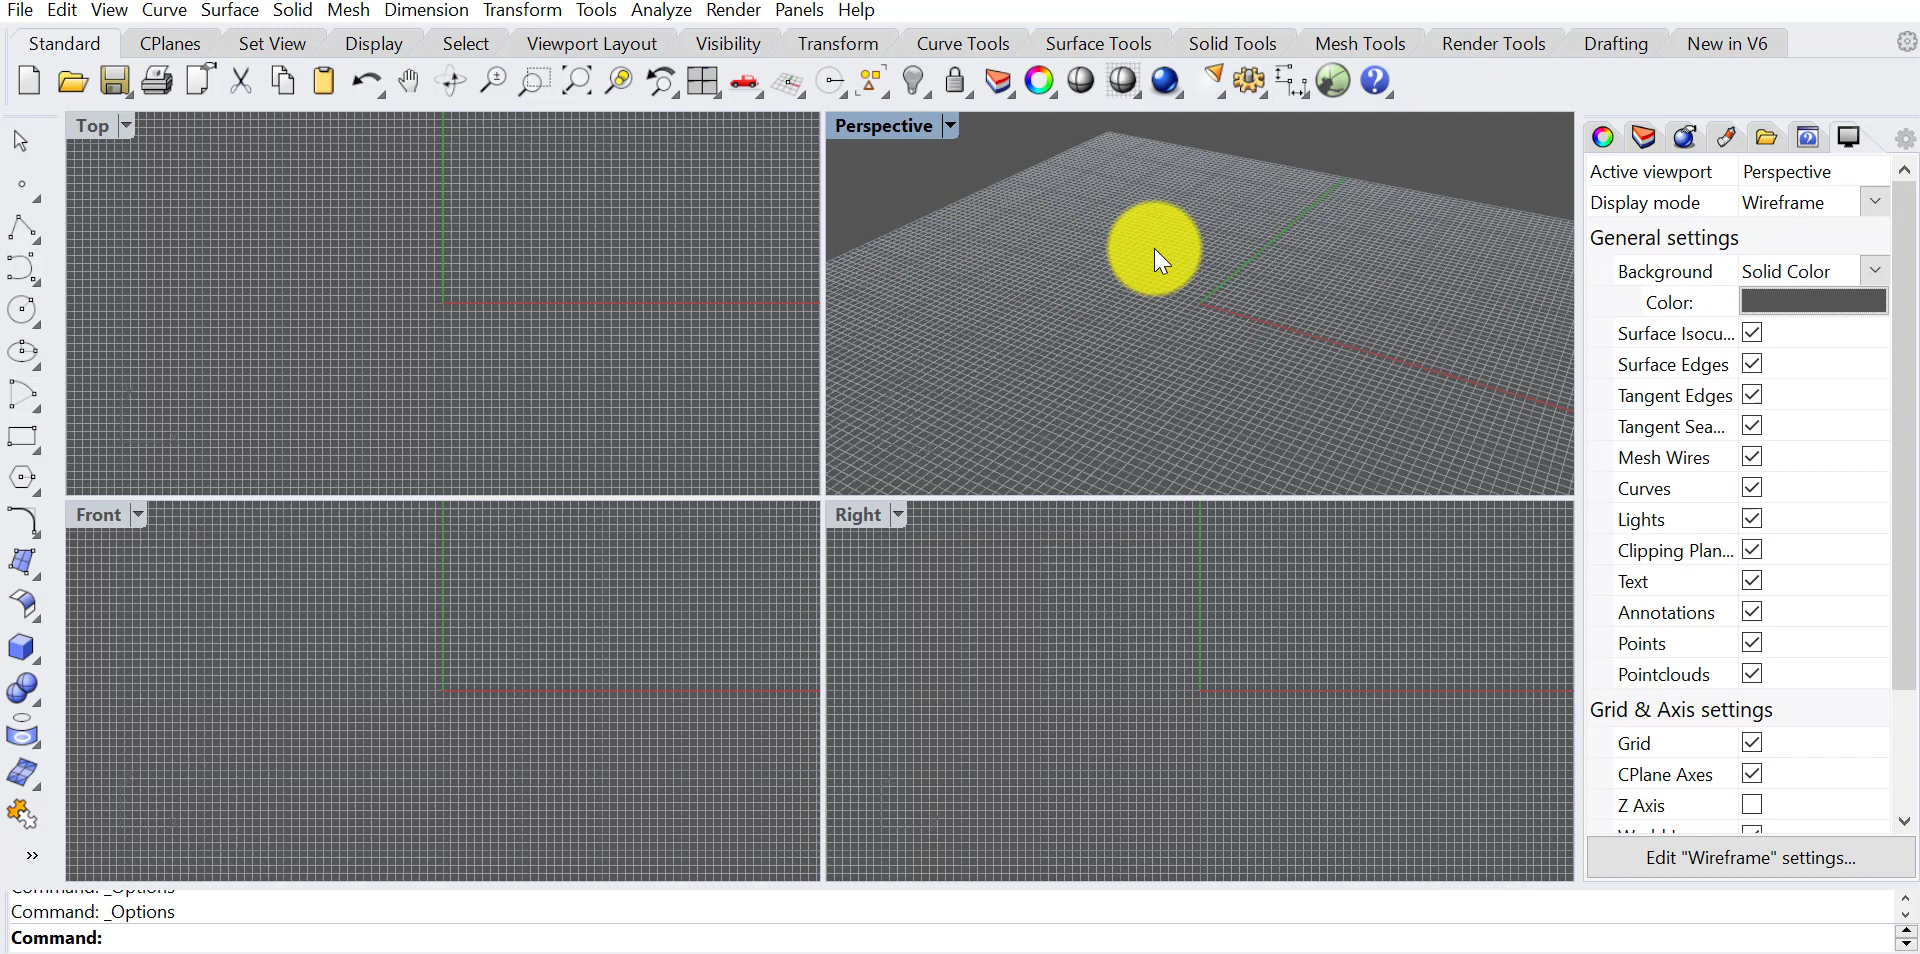 File Edit View Curve Surface Solid Mesh Dimension Transform Tools Analyze Render Panels Help
Standard CPlanes Set View Display Select Viewport Layout Visibility Transform Curve Tools Surface Tools Solid Tools Mesh Tools Render Tools Drafting New in V6
Top
Perspective
Front
Right
Active viewport Perspective
Display mode Wireframe
General settings
Background Solid Color
Color:
Surface Isocu...
Surface Edges
Tangent Edges
Tangent Sea...
Mesh Wires
Curves
Lights
Clipping Plan...
Text
Annotations
Points
Pointclouds
Grid & Axis settings
Grid
CPlane Axes
Z Axis
Edit "Wireframe" settings...
Command: _Options
Command: _Options
Command: